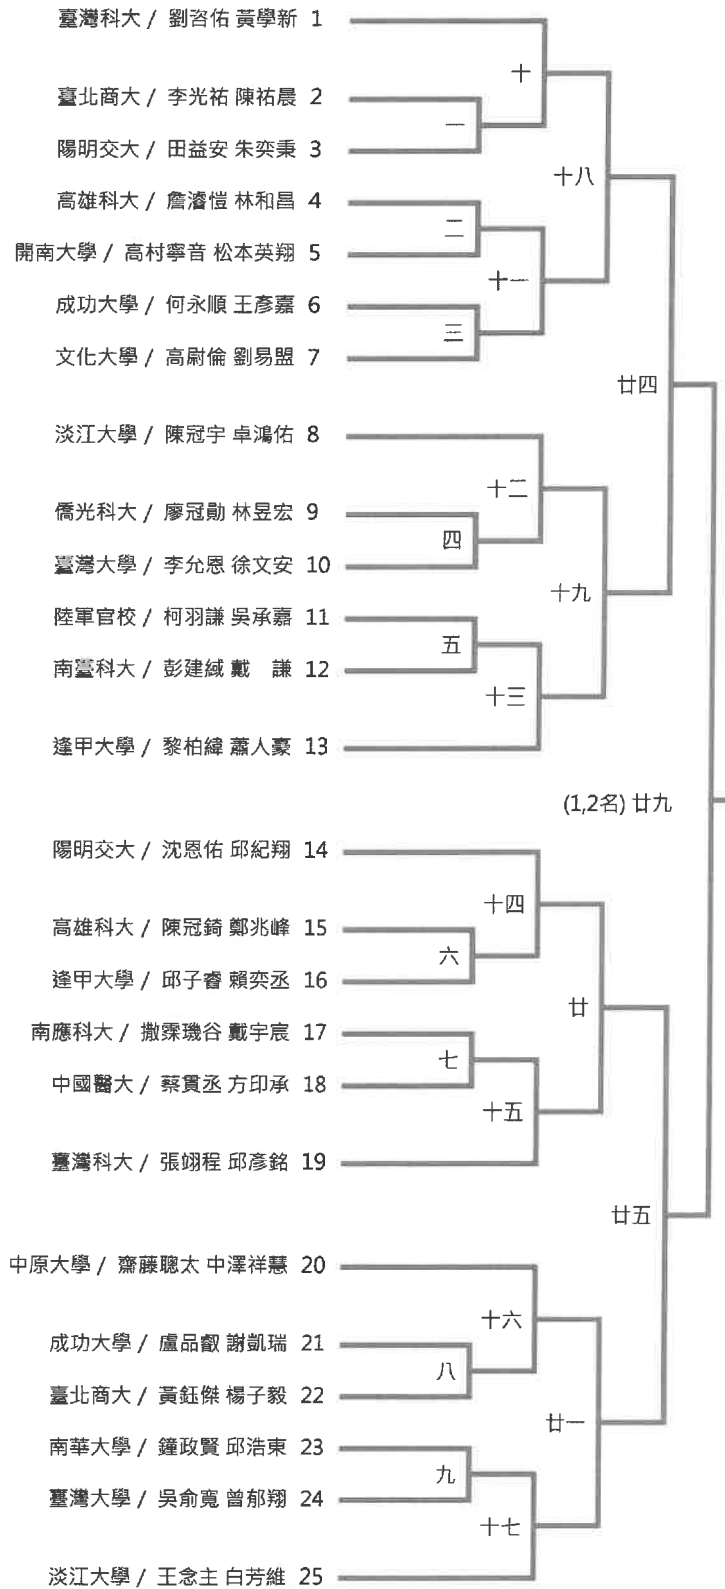 臺灣科大 / 劉咨佑 黃學新 1
十
臺北商大 / 李光祐 陳祐晨 2
一
陽明交大 / 田益安 朱奕秉 3
十八
高雄科大 / 詹濬愷 林和昌 4
二
開南大學 / 高村寧音 松本英翔 5
十一
成功大學 / 何永順 王彥嘉 6
三
文化大學 / 高尉倫 劉易盟 7
廿四
淡江大學 / 陳冠宇 卓鴻佑 8
十二
僑光科大 / 廖冠勛 林昱宏 9
四
臺灣大學 / 李允恩 徐文安 10
十九
陸軍官校 / 柯羽謙 吳承嘉 11
五
南臺科大 / 彭建緎 戴 謙 12
十三
逢甲大學 / 黎柏緯 蕭人豪 13
(1,2名) 廿九
陽明交大 / 沈恩佑 邱紀翔 14
十四
高雄科大 / 陳冠錡 鄭兆峰 15
六
逢甲大學 / 邱子睿 賴奕丞 16
廿
南應科大 / 撒霂璣谷 戴宇宸 17
七
中國醫大 / 蔡貫丞 方印承 18
十五
臺灣科大 / 張翊程 邱彥銘 19
廿五
中原大學 / 齋藤聰太 中澤祥慧 20
十六
成功大學 / 盧品叡 謝凱瑞 21
八
臺北商大 / 黃鈺傑 楊子毅 22
廿一
南華大學 / 鐘政賢 邱浩東 23
九
臺灣大學 / 吳俞寬 曾郁翔 24
十七
淡江大學 / 王念主 白芳維 25